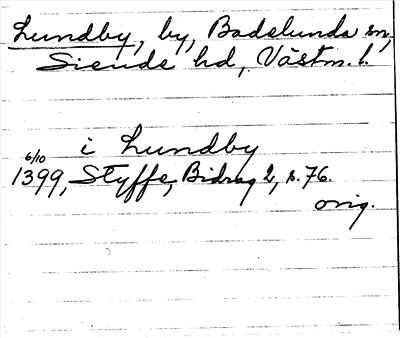 Lundby, by, Badelunda sn,
Siende hd, Västm. l.
i Lundby
6/10
1399, Styffe, Bidrag 2, s. 76.
orig.